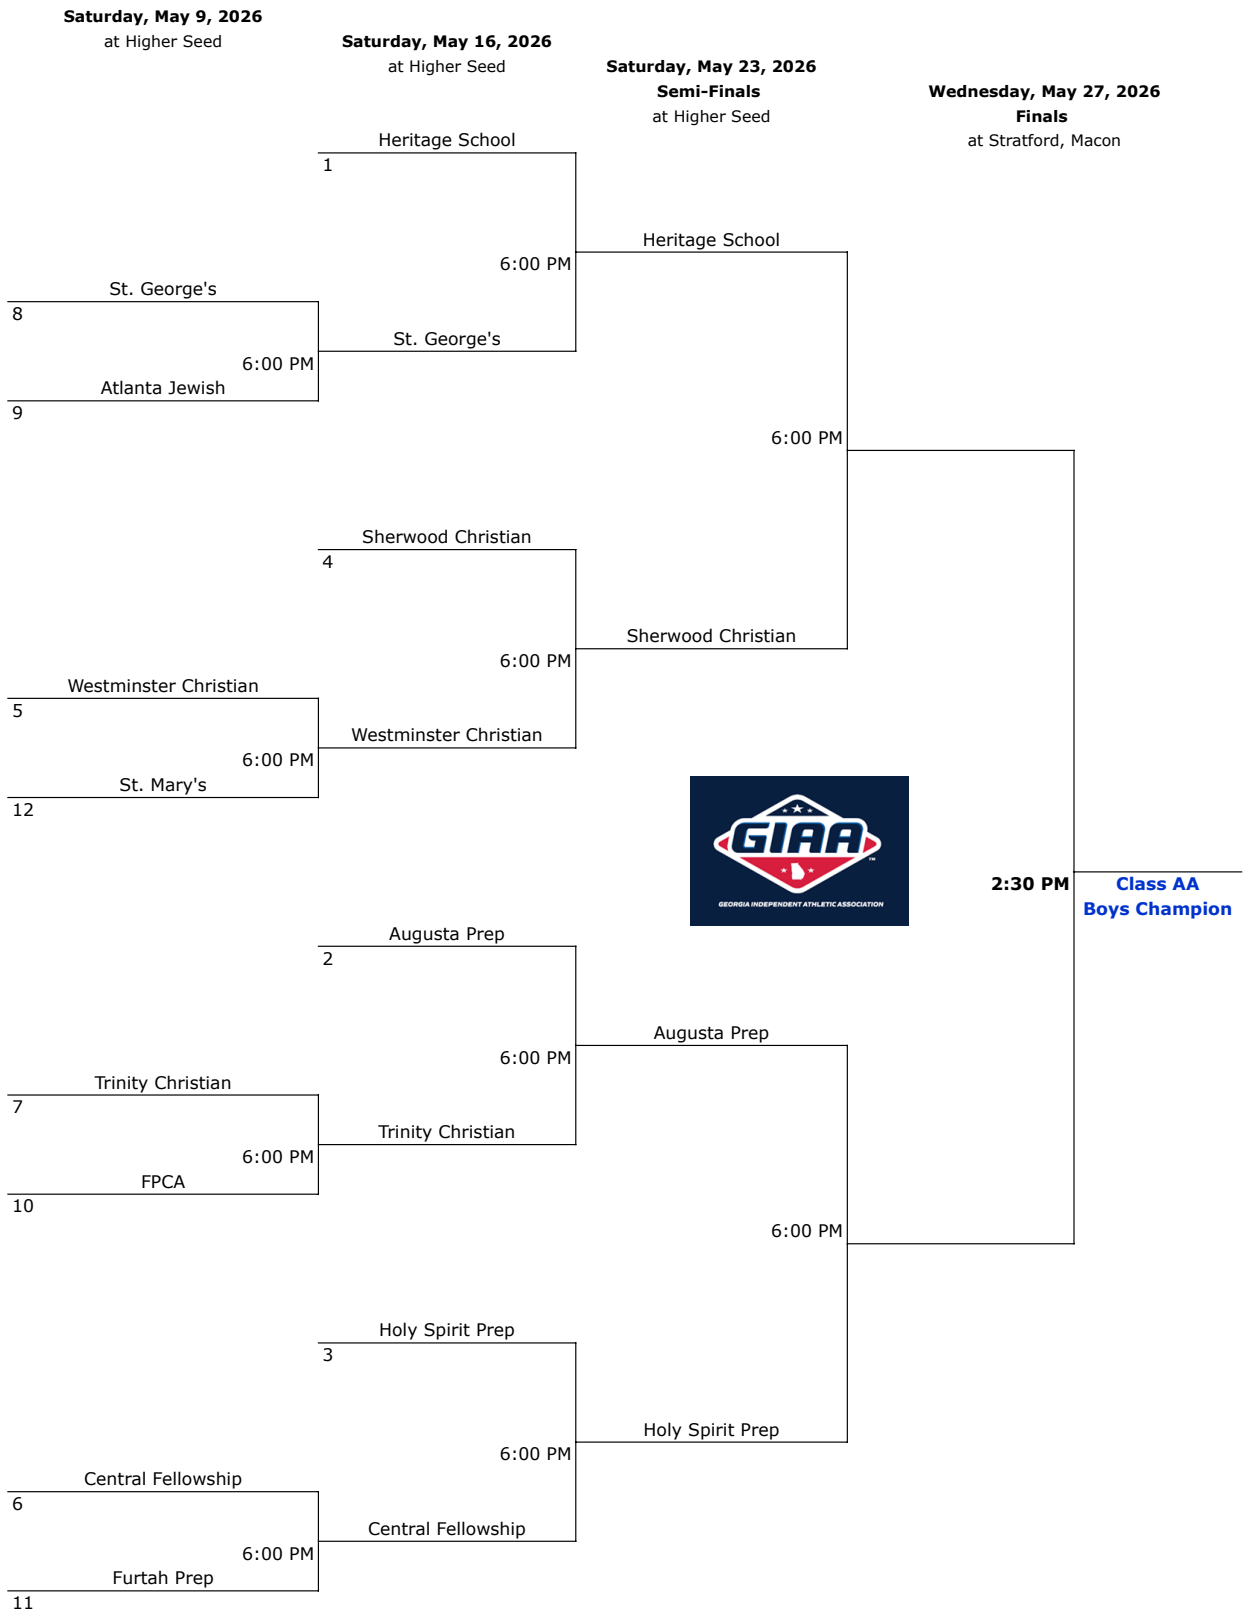 Saturday, May 9, 2026
at Higher Seed
Saturday, May 16, 2026
at Higher Seed
Saturday, May 23, 2026
Semi-Finals
at Higher Seed
Wednesday, May 27, 2026
Finals
at Stratford, Macon
Heritage School
1
Heritage School
6:00 PM
St. George's
8
St. George's
6:00 PM
Atlanta Jewish
9
6:00 PM
Sherwood Christian
4
Sherwood Christian
6:00 PM
Westminster Christian
5
Westminster Christian
6:00 PM
St. Mary's
12
GIAA
TM
GEORGIA INDEPENDENT ATHLETIC ASSOCIATION
2:30 PM
Class AA
Boys Champion
Augusta Prep
2
Augusta Prep
6:00 PM
Trinity Christian
7
Trinity Christian
6:00 PM
FPCA
10
6:00 PM
Holy Spirit Prep
3
Holy Spirit Prep
6:00 PM
Central Fellowship
6
Central Fellowship
6:00 PM
Furtah Prep
11